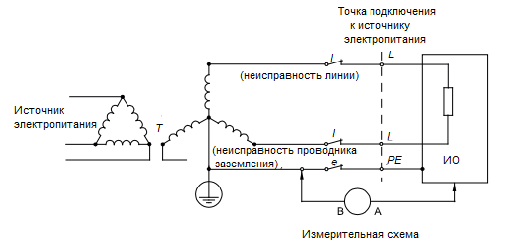 Точка подключения
к источнику
электропитания
l
L
(неисправность линии)
Источник
электропитания
T
l
L
(неисправность проводника
заземления)
e
PE
ИО
В
А
Измерительная схема